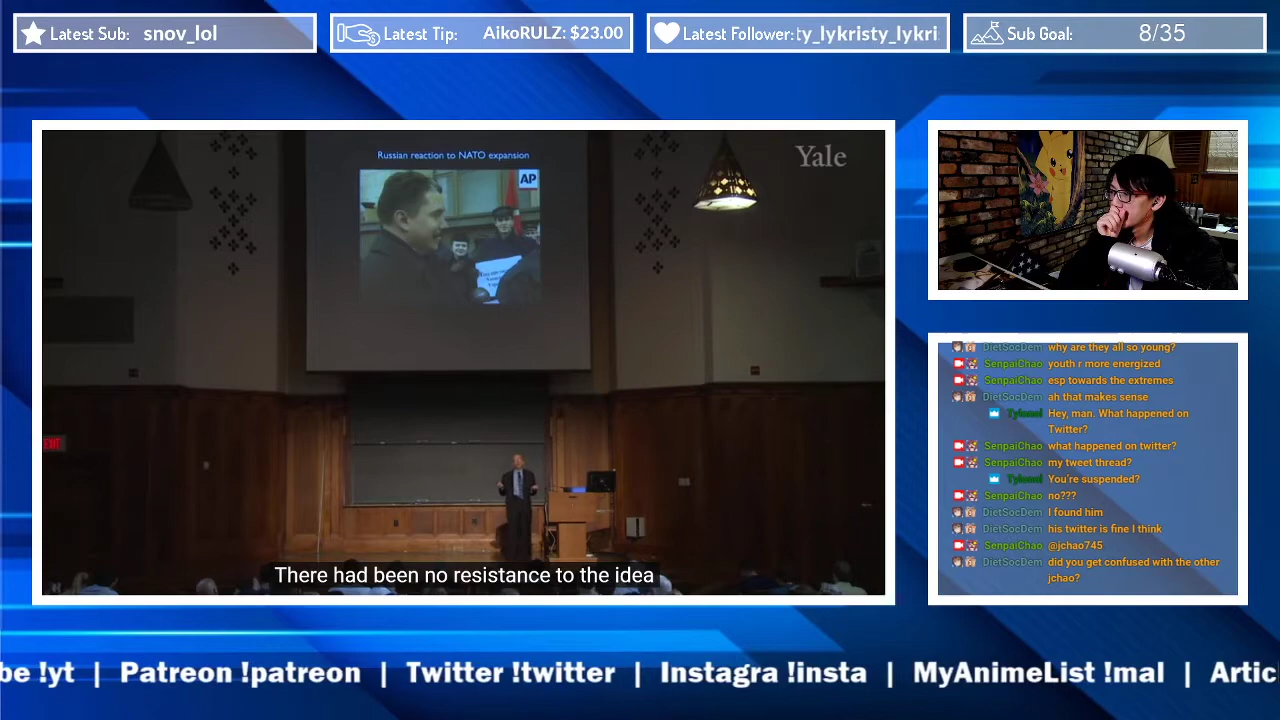 Latest Sub: snov_lol
Latest Tip: AikoRULZ: $23.00
Latest Follower: ty_lykristy_lykri
Sub Goal: 8/35
Russian reaction to NATO expansion
AP
Yale
EXIT
There had been no resistance to the idea
DietSocDem why are they all so young?
SenpaiChao youth r more energized
SenpaiChao esp towards the extremes
DietSocDem ah that makes sense
Hey, man. What happened on
Twitter?
SenpaiChao what happened on twitter?
SenpaiChao my tweet thread?
You're suspended?
SenpaiChao no???
DietSocDem I found him
DietSocDem his twitter is fine I think
SenpaiChao @jchao745
DietSocDem did you get confused with the other
jchao?
be !yt | Patreon !patreon | Twitter !twitter | Instagra !insta | MyAnimeList !mal | Artic